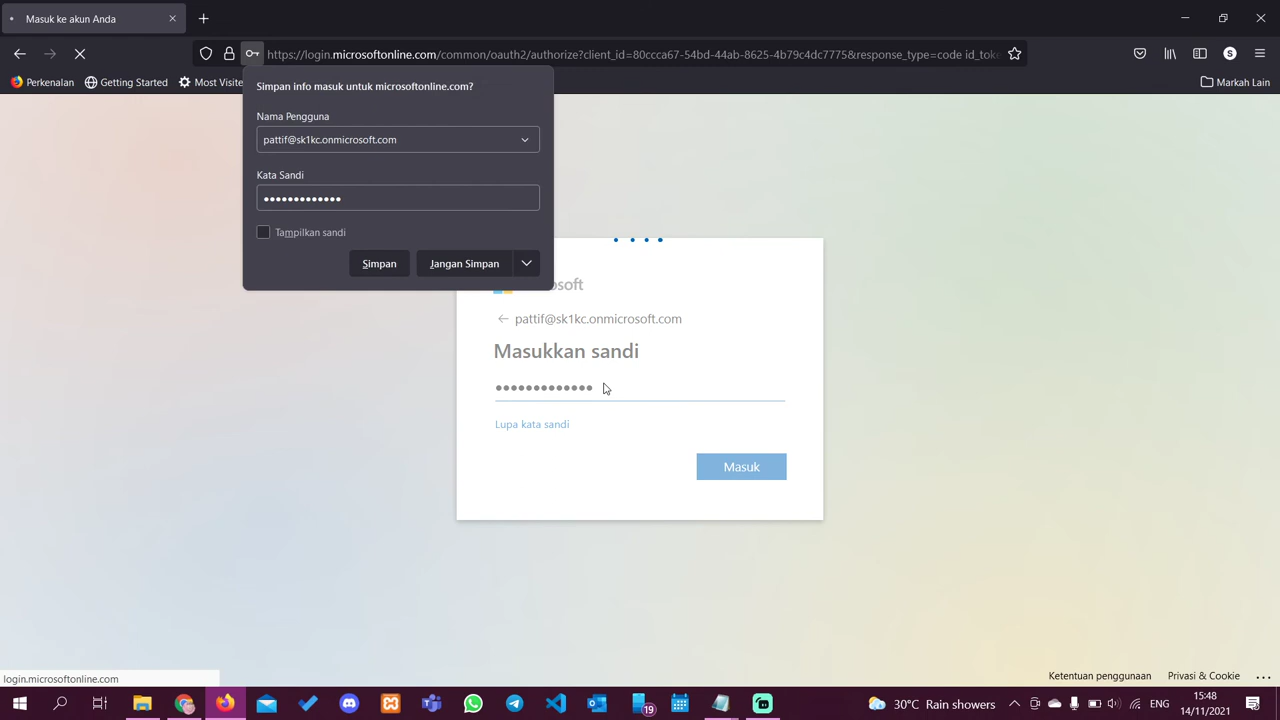 Masuk ke akun Anda
https://login.microsoftonline.com/common/oauth2/authorize?client_id=80ccca67-54bd-44ab-8625-4b79c4dc7775&response_type=code id_toke
S
Perkenalan
Getting Started
Most Visite
Markah Lain
Simpan info masuk untuk microsoftonline.com?
Nama Pengguna
pattif@sk1kc.onmicrosoft.com
Kata Sandi
•••••••••••••
Tampilkan sandi
Simpan
Jangan Simpan
osoft
pattif@sk1kc.onmicrosoft.com
Masukkan sandi
•••••••••••••
Lupa kata sandi
Masuk
login.microsoftonline.com
Ketentuan penggunaan
Privasi & Cookie
19
30°C Rain showers
ENG
15:48
14/11/2021